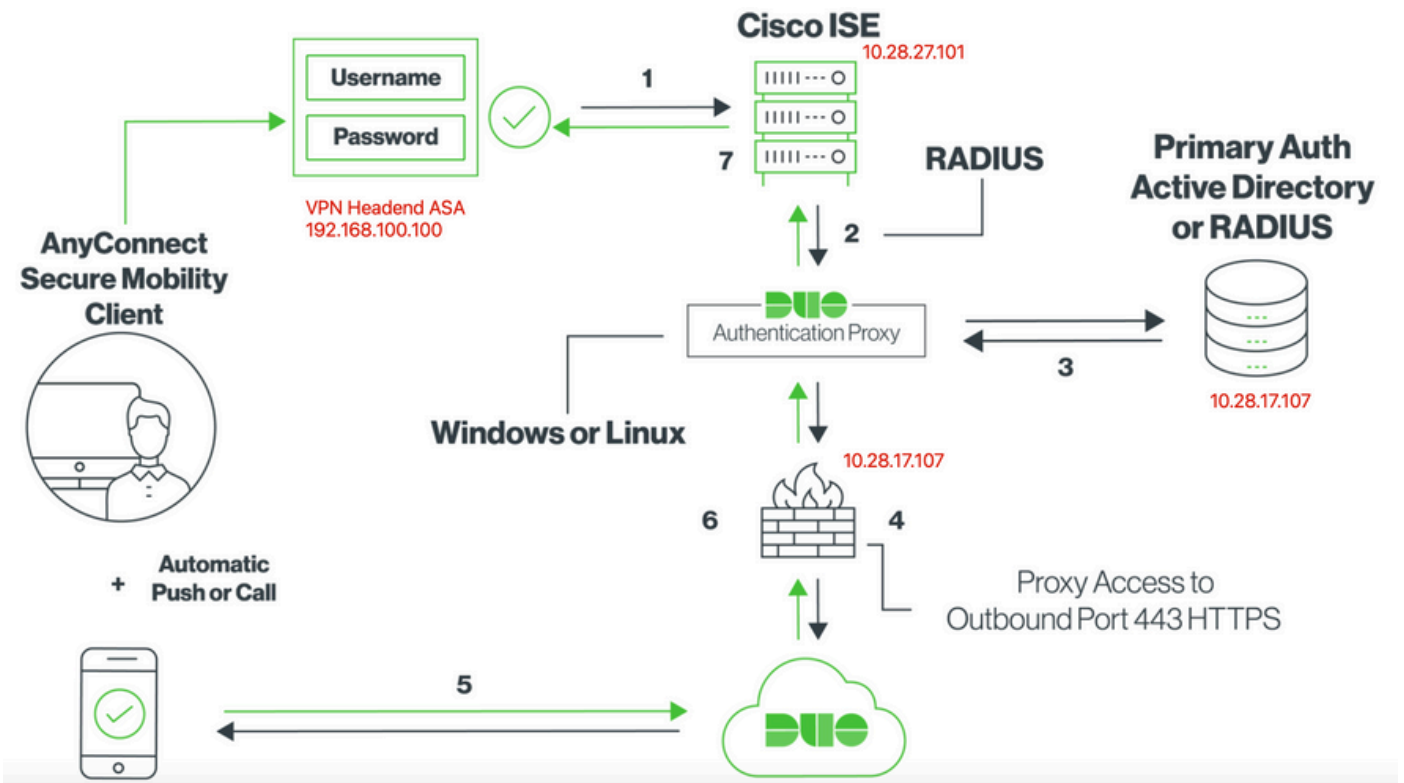 Cisco ISE
10.28.27.101
Username
Password
1
7
VPN Headend ASA
192.168.100.100
RADIUS
2
Primary Auth
Active Directory
or RADIUS
AnyConnect
Secure Mobility
Client
DUO
Authentication Proxy
3
10.28.17.107
Windows or Linux
10.28.17.107
6
4
Automatic
+ Push or Call
Proxy Access to
Outbound Port 443 HTTPS
5
DUO